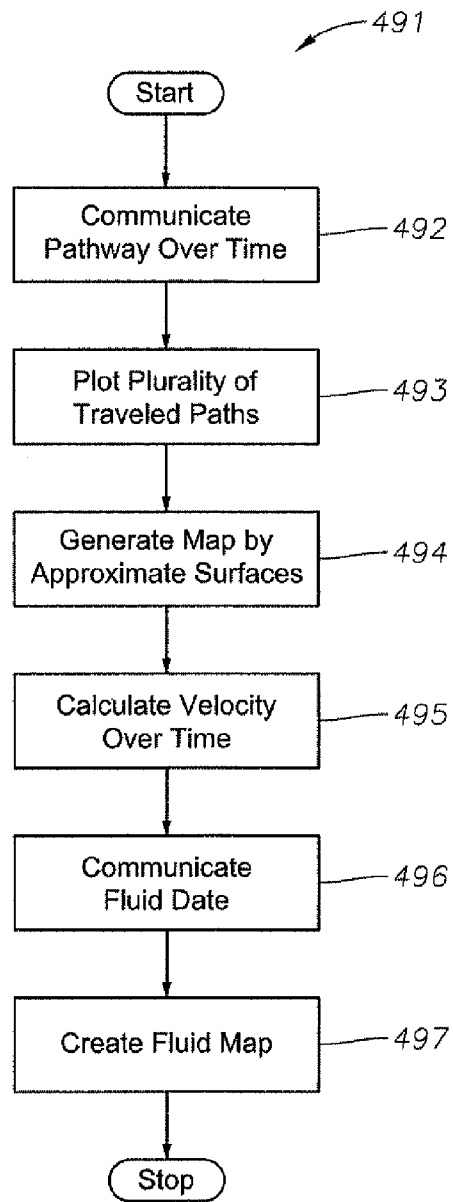 491
Start
Communicate
Pathway Over Time
492
Plot Plurality of
Traveled Paths
493
Generate Map by
Approximate Surfaces
494
Calculate Velocity
Over Time
495
Communicate
Fluid Date
496
Create Fluid Map
497
Stop